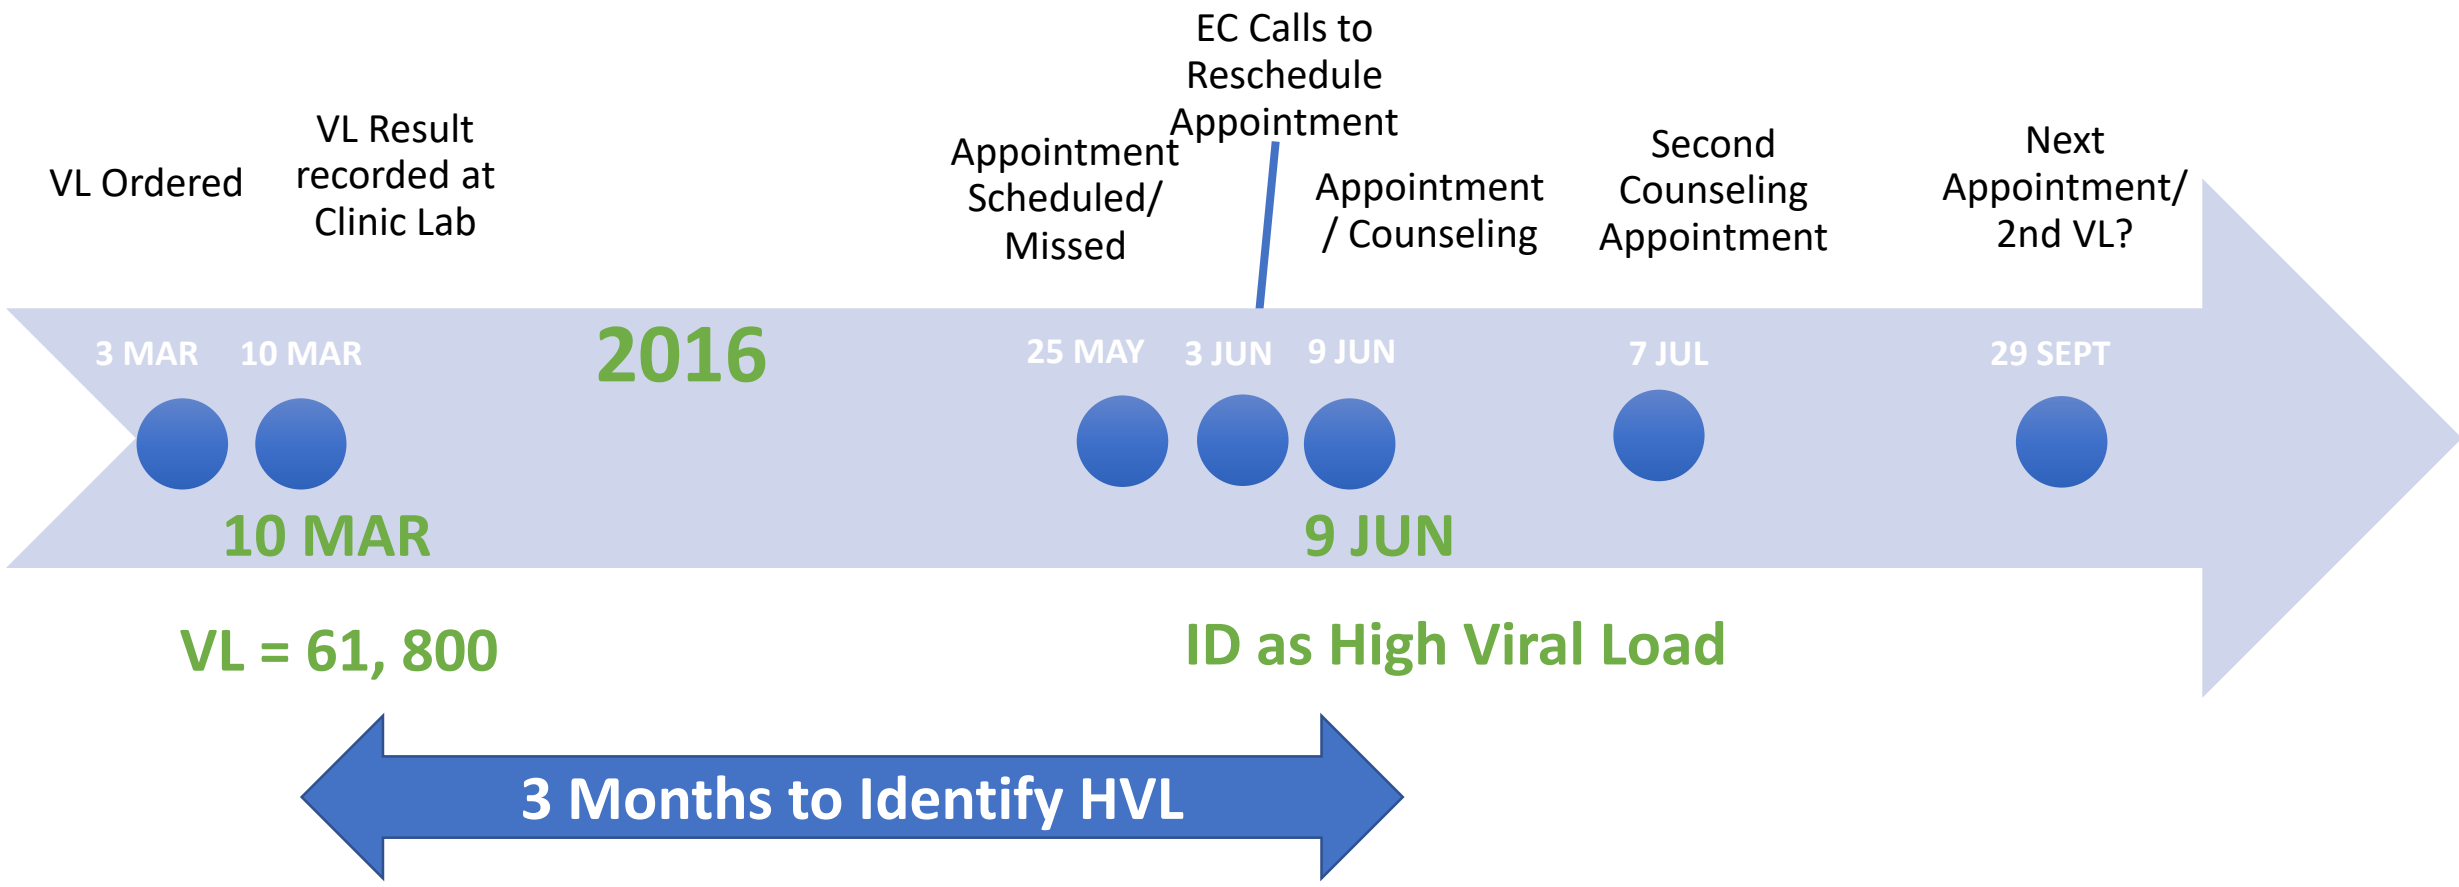 VL Ordered
VL Result
recorded at
Clinic Lab
Appointment
Scheduled/
Missed
EC Calls to
Reschedule
Appointment
Appointment
/ Counseling
Second
Counseling
Appointment
Next
Appointment/
2nd VL?
3 MAR
10 MAR
2016
25 MAY
3 JUN
9 JUN
7 JUL
29 SEPT
10 MAR
9 JUN
VL = 61, 800
ID as High Viral Load
3 Months to Identify HVL